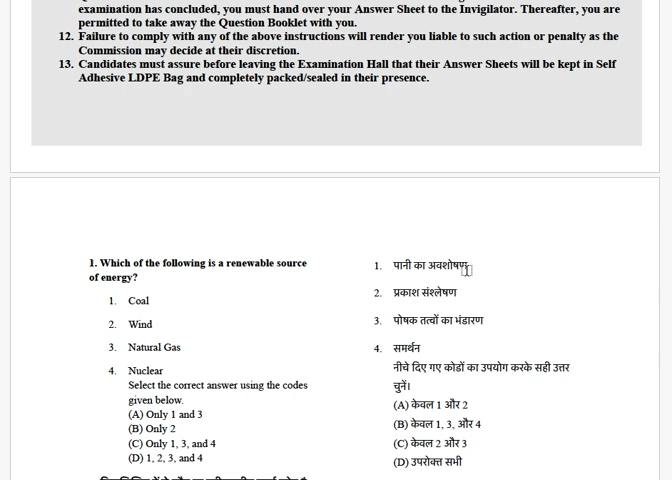 examination has concluded, you must hand over your Answer Sheet to the Invigilator. Thereafter, you are
permitted to take away the Question Booklet with you.
12. Failure to comply with any of the above instructions will render you liable to such action or penalty as the
Commission may decide at their discretion.
13. Candidates must assure before leaving the Examination Hall that their Answer Sheets will be kept in Self
Adhesive LDPE Bag and completely packed/sealed in their presence.
1. Which of the following is a renewable source
of energy?
1. Coal
2. Wind
3. Natural Gas
4. Nuclear
Select the correct answer using the codes
given below.
(A) Only 1 and 3
(B) Only 2
(C) Only 1, 3, and 4
(D) 1, 2, 3, and 4
1. पानी का अवशोषण
2. प्रकाश संश्लेषण
3. पोषक तत्वों का भंडारण
4. समर्थन
नीचे दिए गए कोडों का उपयोग करके सही उत्तर
चुनें।
(A) केवल 1 और 2
(B) केवल 1, 3, और 4
(C) केवल 2 और 3
(D) उपरोक्त सभी